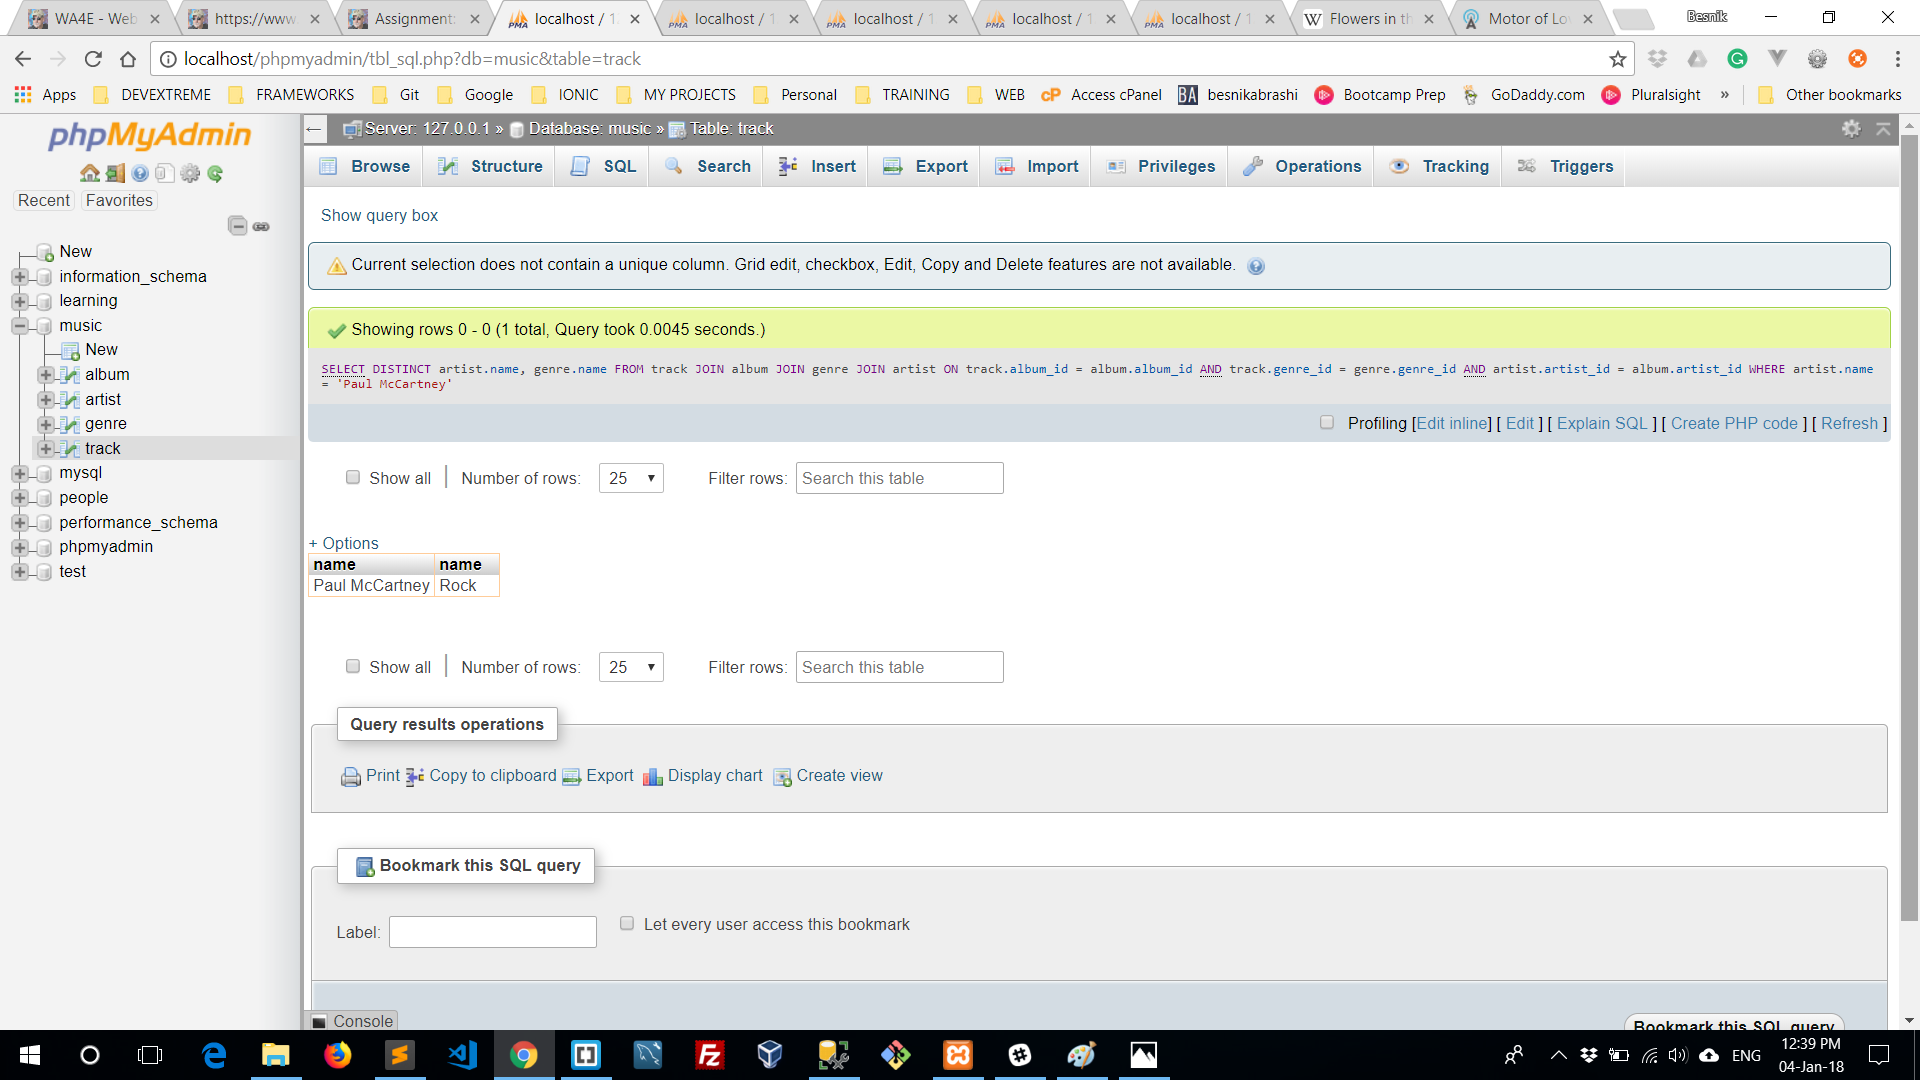 WA4E - Web
https://www.
Assignment:
localhost / 1
localhost / 1
localhost / 1
localhost / 1
localhost / 1
Flowers in th
Motor of Lo
Besnik
localhost/phpmyadmin/tbl_sql.php?db=music&table=track
Apps DEVEXTREME FRAMEWORKS Git Google IONIC MY PROJECTS Personal TRAINING WEB cP Access cPanel BA besnikabrashi Bootcamp Prep GoDaddy.com Pluralsight » Other bookmarks
phpMyAdmin
Recent Favorites
New
information_schema
learning
music
New
album
artist
genre
track
mysql
people
performance_schema
phpmyadmin
test
Server: 127.0.0.1 » Database: music » Table: track
Browse Structure SQL Search Insert Export Import Privileges Operations Tracking Triggers
Show query box
Current selection does not contain a unique column. Grid edit, checkbox, Edit, Copy and Delete features are not available.
Showing rows 0 - 0 (1 total, Query took 0.0045 seconds.)
SELECT DISTINCT artist.name, genre.name FROM track JOIN album JOIN genre JOIN artist ON track.album_id = album.album_id AND track.genre_id = genre.genre_id AND artist.artist_id = album.artist_id WHERE artist.name
= 'Paul McCartney'
Profiling [Edit inline] [ Edit ] [ Explain SQL ] [ Create PHP code ] [ Refresh ]
Show all Number of rows: 25 Filter rows: Search this table
+ Options
name name
Paul McCartney Rock
Show all Number of rows: 25 Filter rows: Search this table
Query results operations
Print Copy to clipboard Export Display chart Create view
Bookmark this SQL query
Label: Let every user access this bookmark
Console
Bookmark this SQL query
ENG
12:39 PM
04-Jan-18